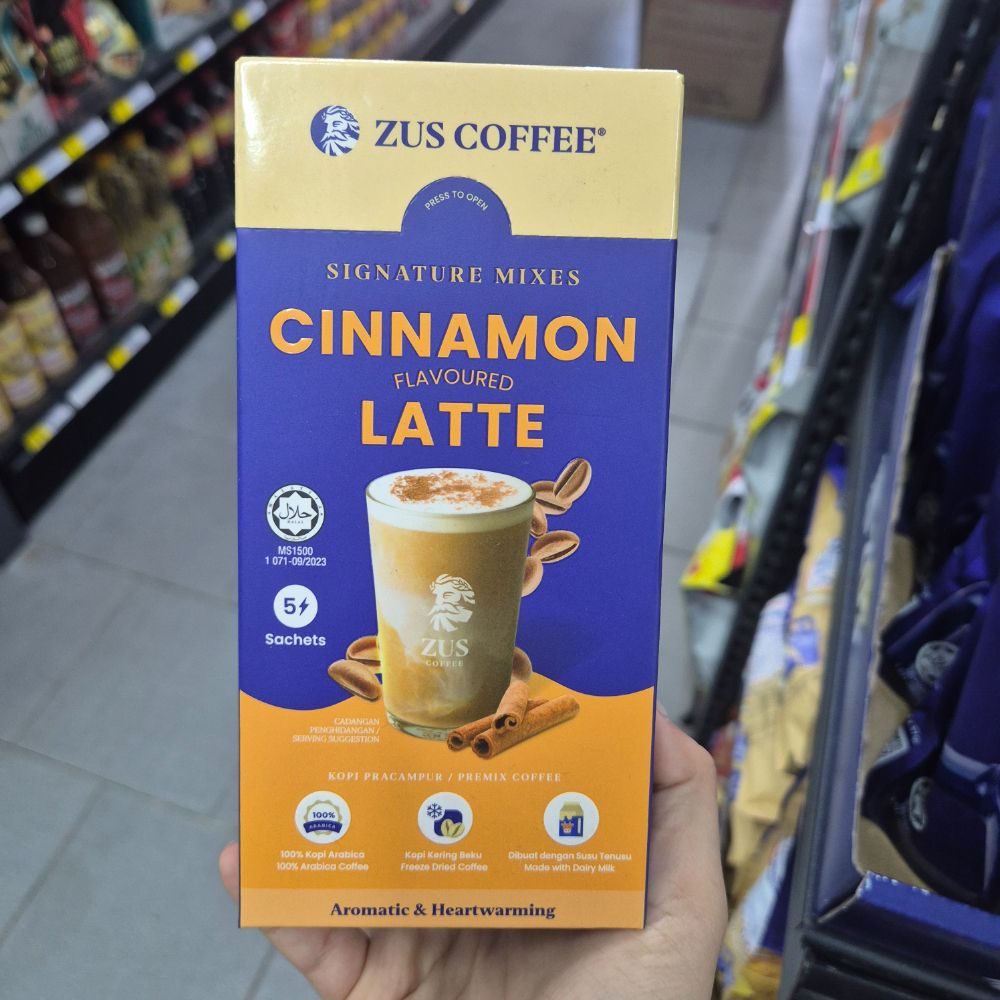 ZUS COFFEE®
PRESS TO OPEN
SIGNATURE MIXES
CINNAMON
FLAVOURED
LATTE
حلال
HALAL
MS1500
1 071-09/2023
5
Sachets
ZUS
COFFEE
CADANGAN
PENGHIDANGAN /
SERVING SUGGESTION
KOPI PRACAMPUR / PREMIX COFFEE
100%
ARABICA
100% Kopi Arabica
100% Arabica Coffee
Kopi Kering Beku
Freeze Dried Coffee
Dibuat dengan Susu Tenusu
Made with Dairy Milk
Aromatic & Heartwarming